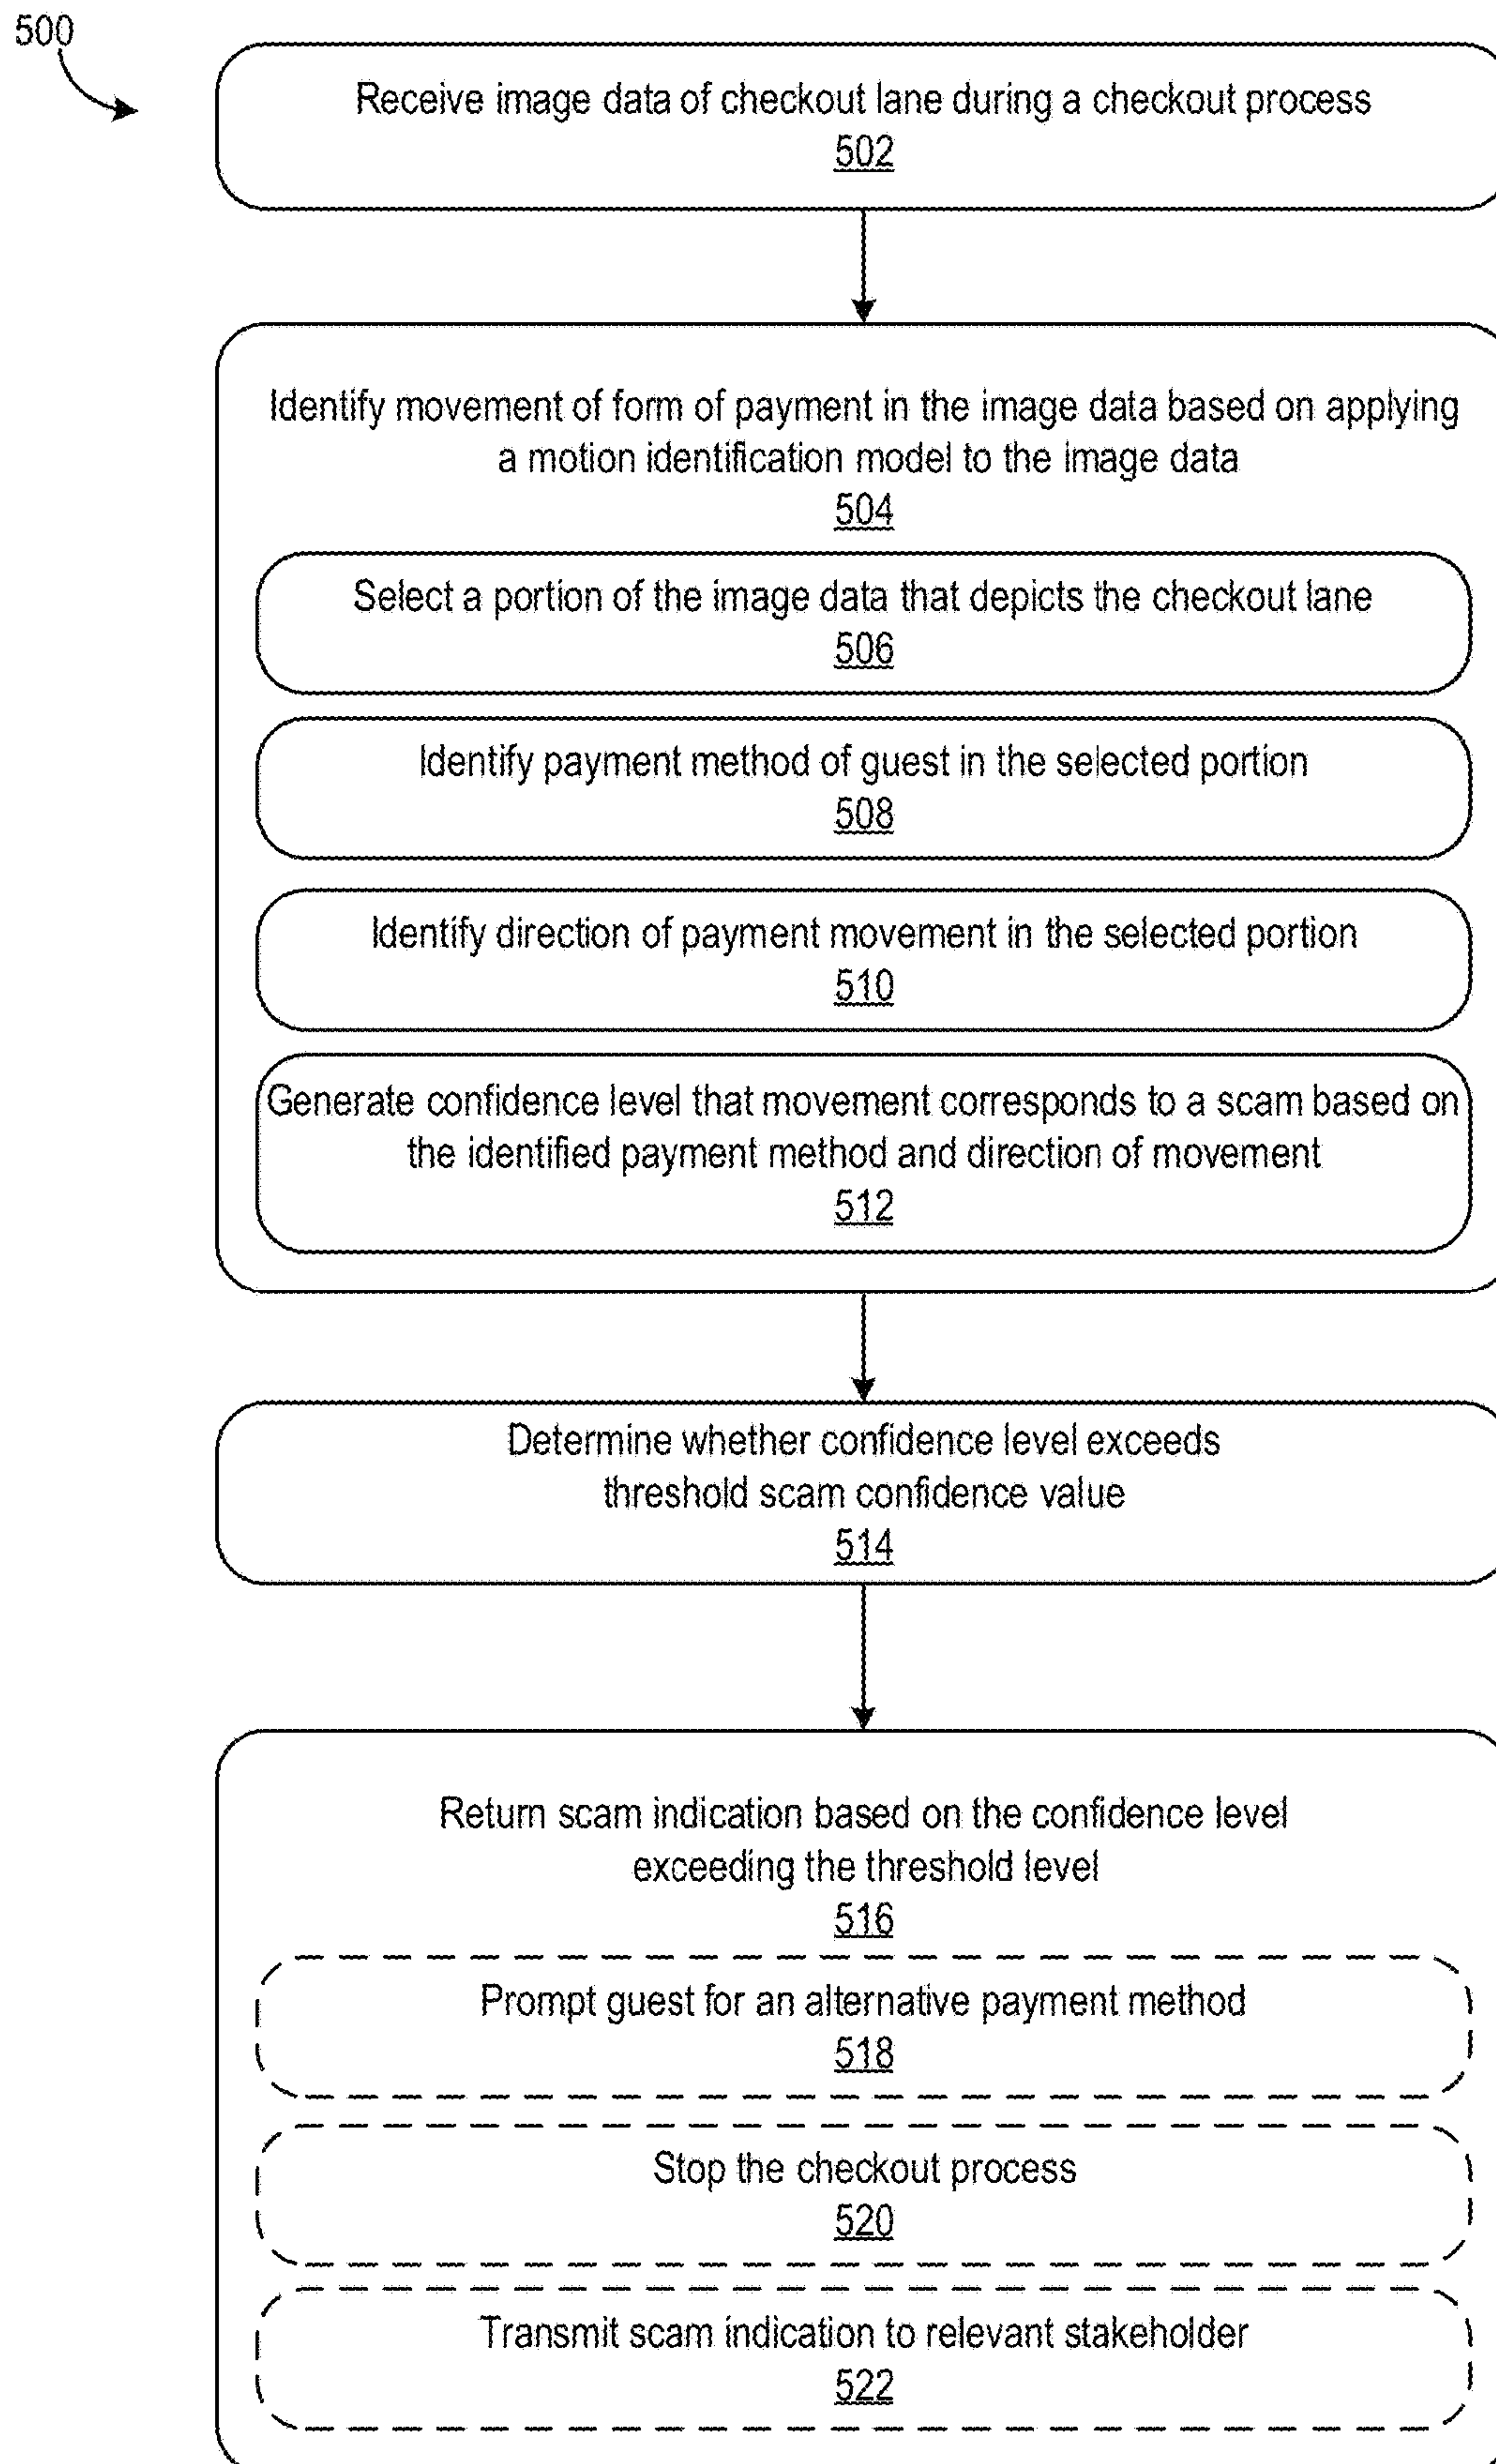 500
Receive image data of checkout lane during a checkout process
502
Identify movement of form of payment in the image data based on applying
a motion identification model to the image data
504
Select a portion of the image data that depicts the checkout lane
506
Identify payment method of guest in the selected portion
508
Identify direction of payment movement in the selected portion
510
Generate confidence level that movement corresponds to a scam based on
the identified payment method and direction of movement
512
Determine whether confidence level exceeds
threshold scam confidence value
514
Return scam indication based on the confidence level
exceeding the threshold level
516
Prompt guest for an alternative payment method
518
Stop the checkout process
520
Transmit scam indication to relevant stakeholder
522